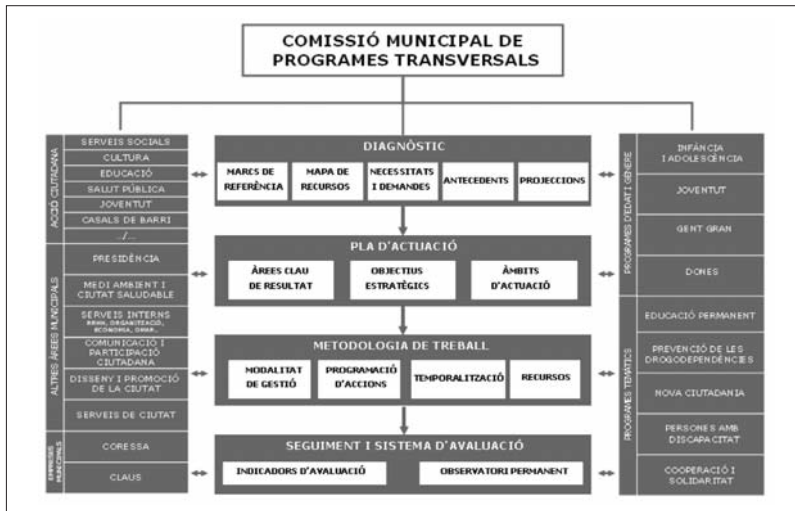 COMISSIÓ MUNICIPAL DE
PROGRAMES TRANSVERSALS
ACCIÓ CIUTADANA
SERVEIS SOCIALS
CULTURA
EDUCACIÓ
SALUT PÚBLICA
JOVENTUT
CASALS DE BARRI
.../...
ALTRES ÀREES MUNICIPALS
PRESIDÈNCIA
MEDI AMBIENT I
CIUTAT SALUDABLE
SERVEIS INTERNS
RRHH, ORGANITZACIÓ,
ECONOMIA, OMAP..
COMUNICACIÓ I
PARTICIPACIÓ
CIUTADANA
DISSENY I PROMOCIÓ
DE LA CIUTAT
SERVEIS DE CIUTAT
EMPRESES
MUNICIPALS
CORESSA
CLAUS
DIAGNÒSTIC
MARCS DE
REFERÈNCIA
MAPA DE
RECURSOS
NECESSITATS
I DEMANDES
ANTECEDENTS
PROJECCIONS
PLA D'ACTUACIÓ
ÀREES CLAU
DE RESULTAT
OBJECTIUS
ESTRATÈGICS
ÀMBITS
D'ACTUACIÓ
METODOLOGIA DE TREBALL
MODALITAT
DE GESTIÓ
PROGRAMACIÓ
D'ACCIONS
TEMPORALITZACIÓ
RECURSOS
SEGUIMENT I SISTEMA D'AVALUACIÓ
INDICADORS D'AVALUACIÓ
OBSERVATORI PERMANENT
PROGRAMES D'EDAT I GENERE
INFÀNCIA
I ADOLESCÈNCIA
JOVENTUT
GENT GRAN
DONES
PROGRAMES TEMÀTICS
EDUCACIÓ PERMANENT
PREVENCIÓ DE LES
DROGODEPENDÈNCIES
NOVA CIUTADANIA
PERSONES AMB
DISCAPACITAT
COOPERACIÓ I
SOLIDARITAT